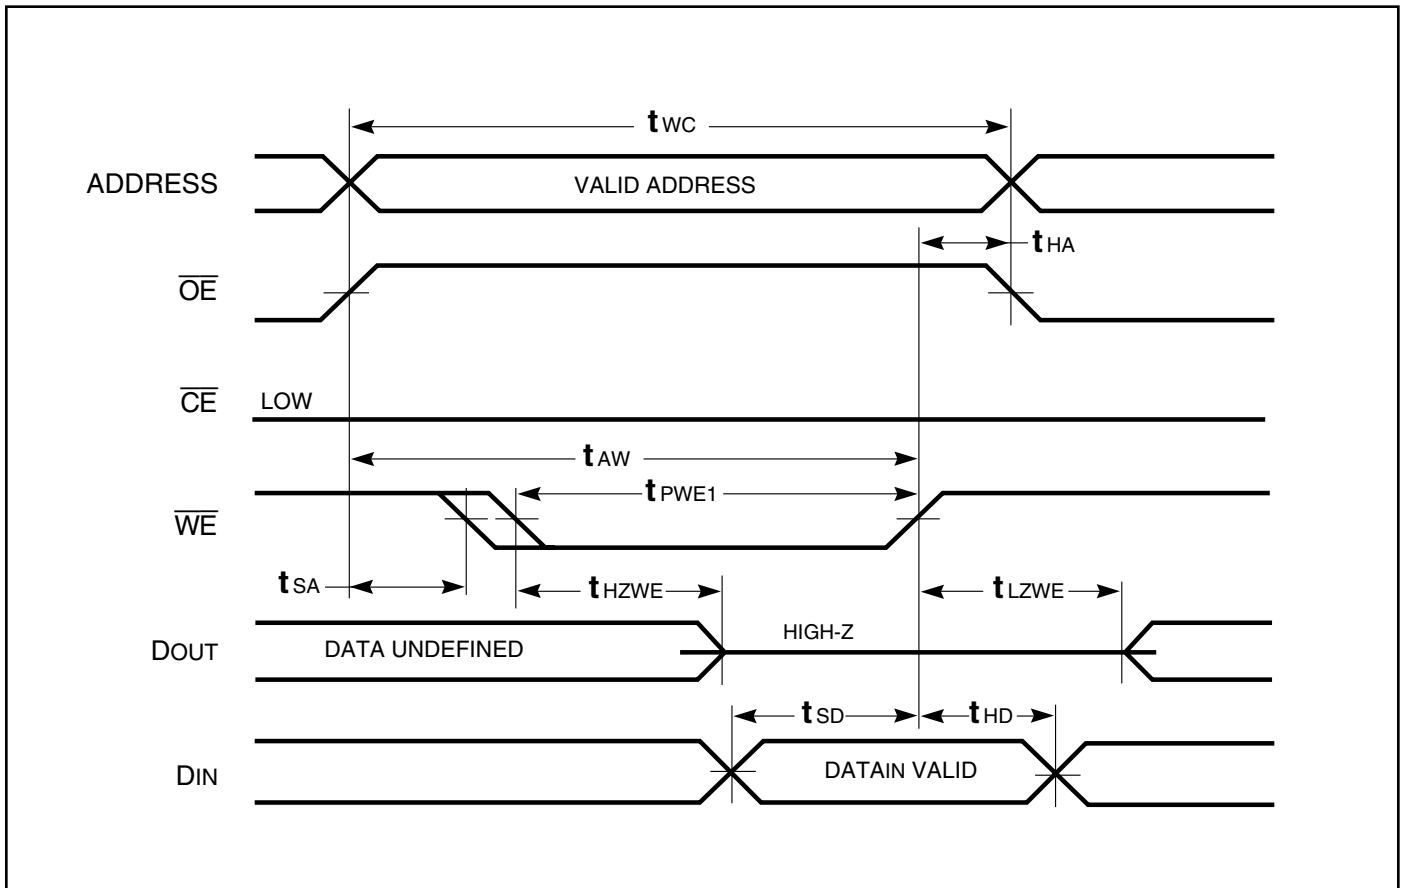 tWC
ADDRESS
VALID ADDRESS
tHA
OE
CE
LOW
tAW
tPWE1
WE
tSA
tHZWE
tLZWE
HIGH-Z
DOUT
DATA UNDEFINED
tSD
tHD
DIN
DATAIN VALID